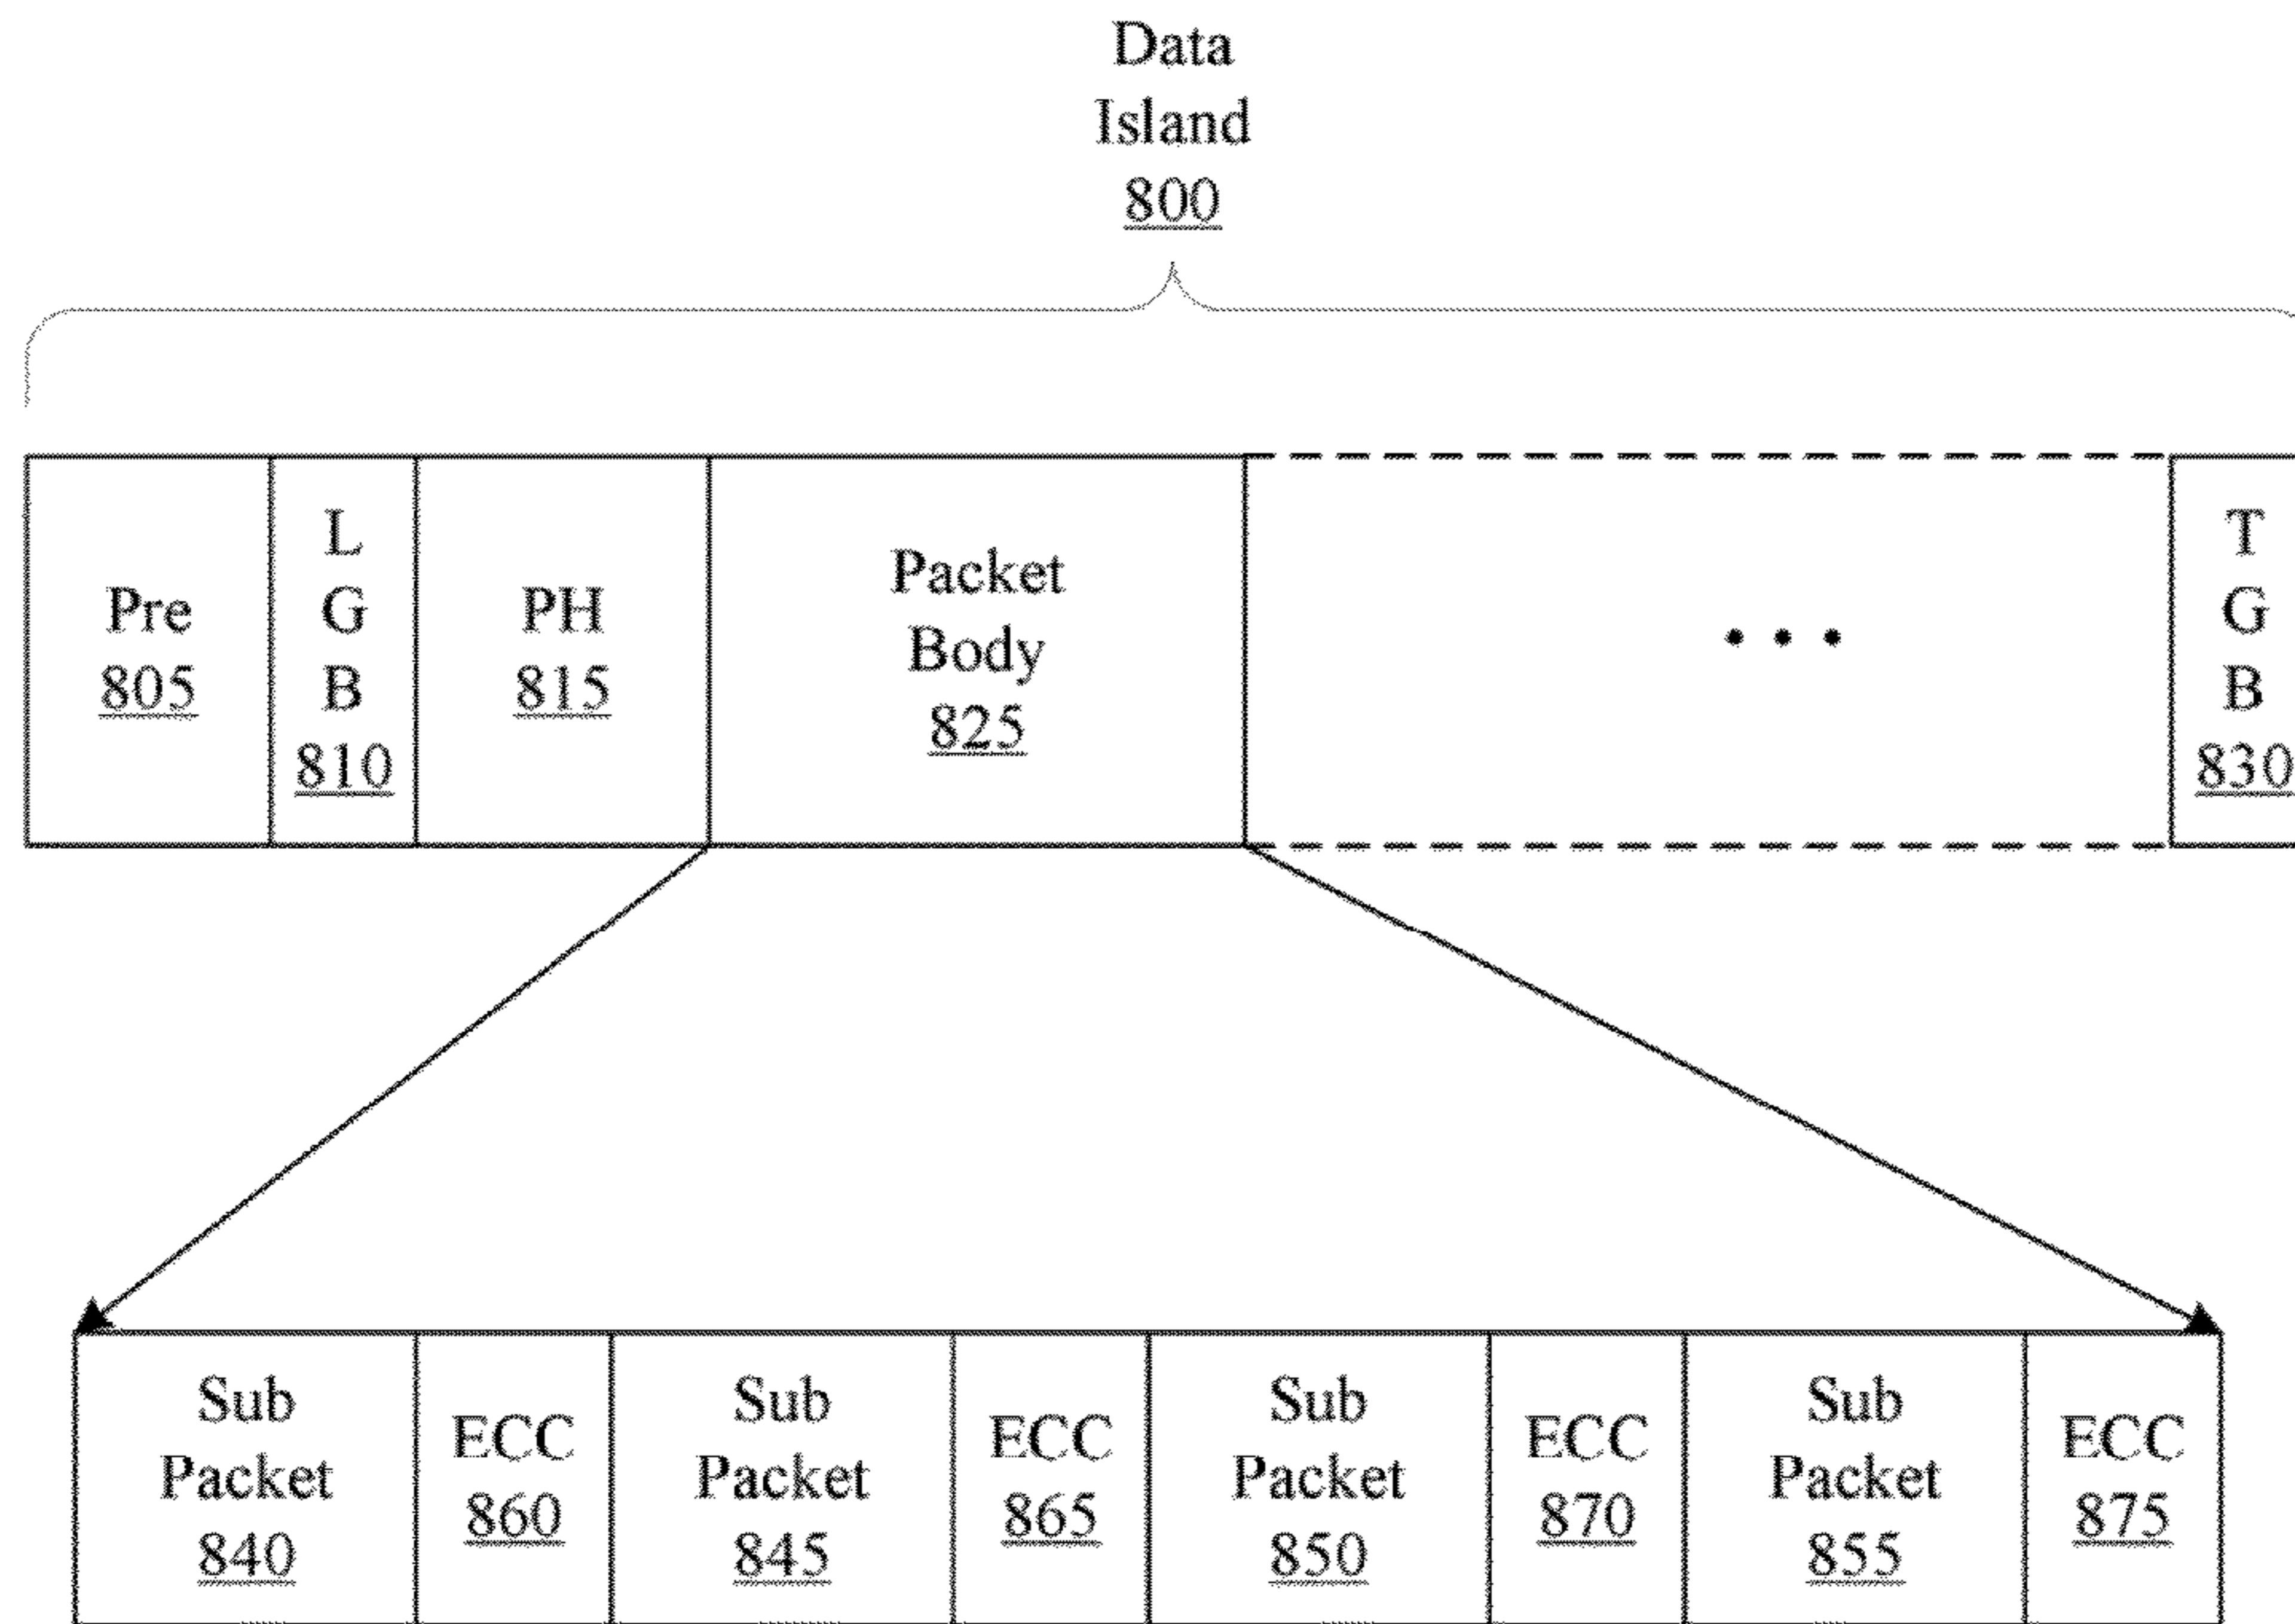 Data
Island
800
Pre
805
L
G
B
810
PH
815
Packet
Body
825
• • •
T
G
B
830
Sub
Packet
840
ECC
860
Sub
Packet
845
ECC
865
Sub
Packet
850
ECC
870
Sub
Packet
855
ECC
875